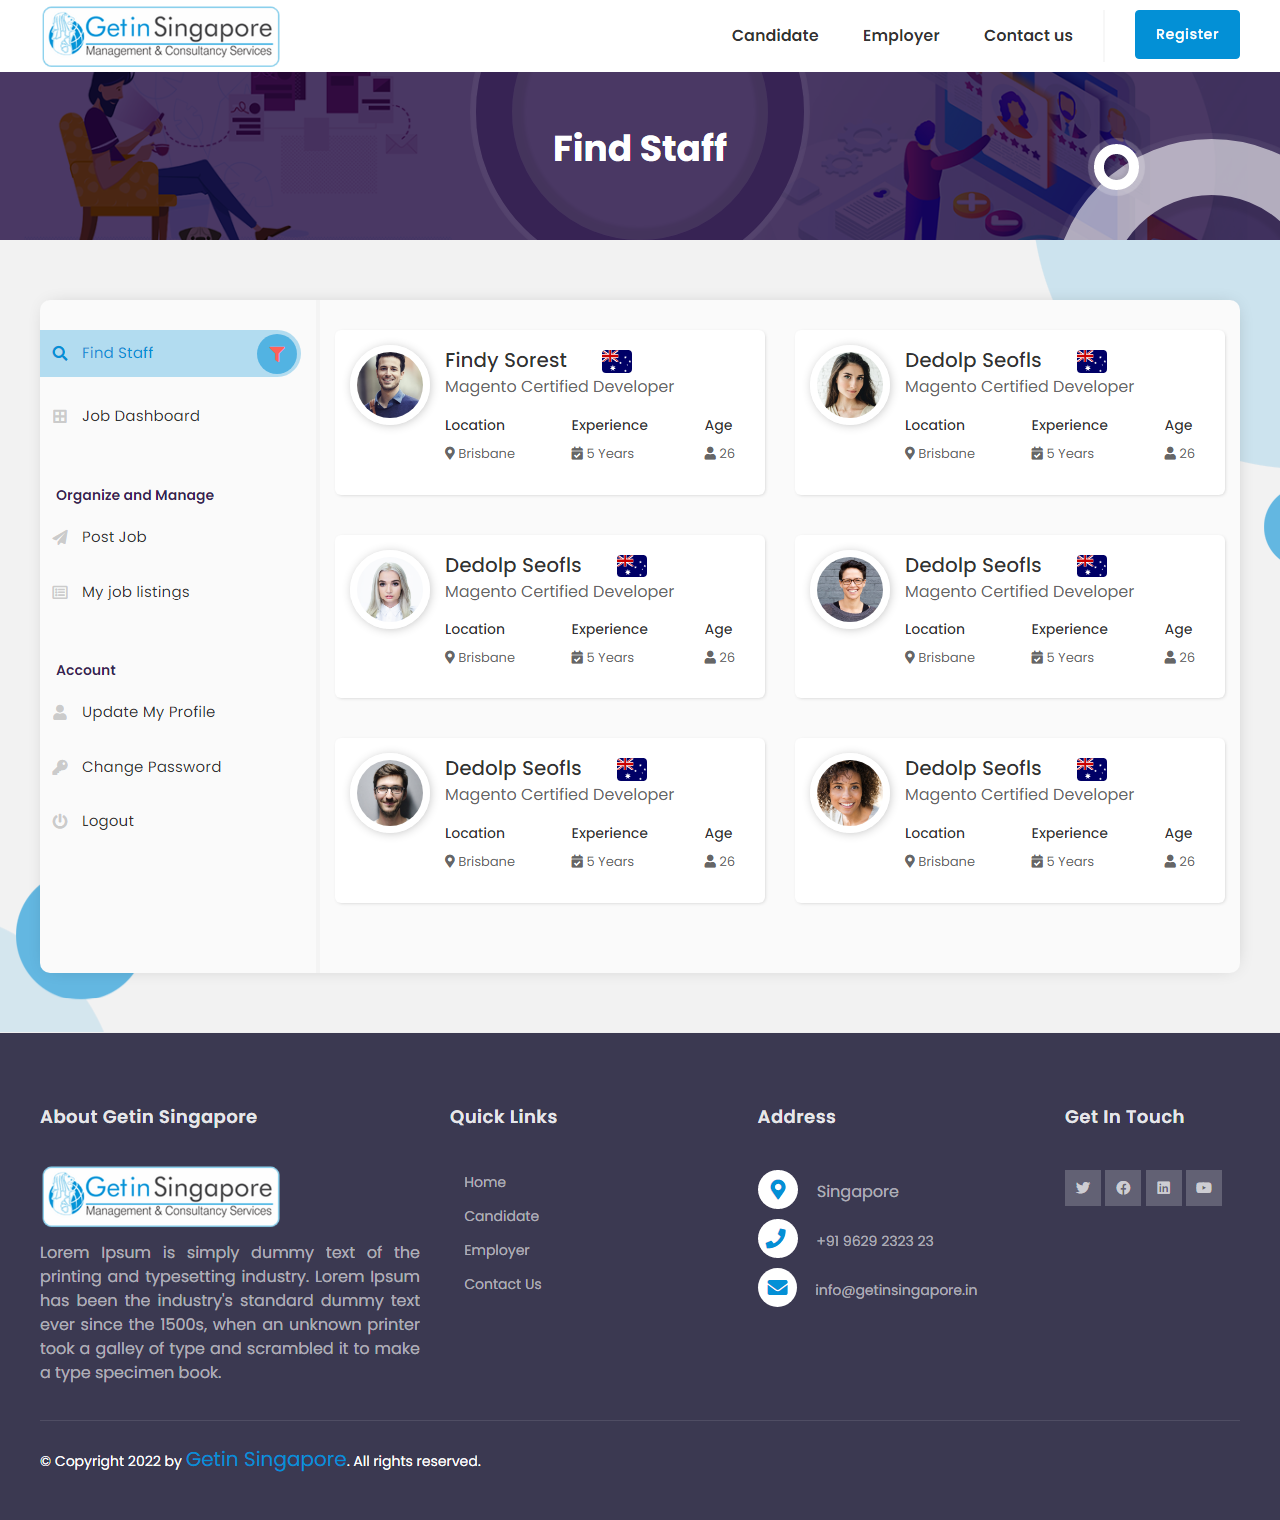 Getin Singapore
Management & Consultancy Services
Candidate
Employer
Contact us
Register
Find Staff
Find Staff
Job Dashboard
Organize and Manage
Post Job
My job listings
Account
Update My Profile
Change Password
Logout
Findy Sorest
Magento Certified Developer
Location Experience Age
Brisbane 5 Years 26
Dedolp Seofls
Magento Certified Developer
Location Experience Age
Brisbane 5 Years 26
Dedolp Seofls
Magento Certified Developer
Location Experience Age
Brisbane 5 Years 26
Dedolp Seofls
Magento Certified Developer
Location Experience Age
Brisbane 5 Years 26
Dedolp Seofls
Magento Certified Developer
Location Experience Age
Brisbane 5 Years 26
Dedolp Seofls
Magento Certified Developer
Location Experience Age
Brisbane 5 Years 26
About Getin Singapore
Getin Singapore
Management & Consultancy Services
Lorem Ipsum is simply dummy text of the
printing and typesetting industry. Lorem Ipsum
has been the industry's standard dummy text
ever since the 1500s, when an unknown printer
took a galley of type and scrambled it to make
a type specimen book.
Quick Links
Home
Candidate
Employer
Contact Us
Address
Singapore
+91 9629 2323 23
info@getinsingapore.in
Get In Touch
© Copyright 2022 by Getin Singapore. All rights reserved.